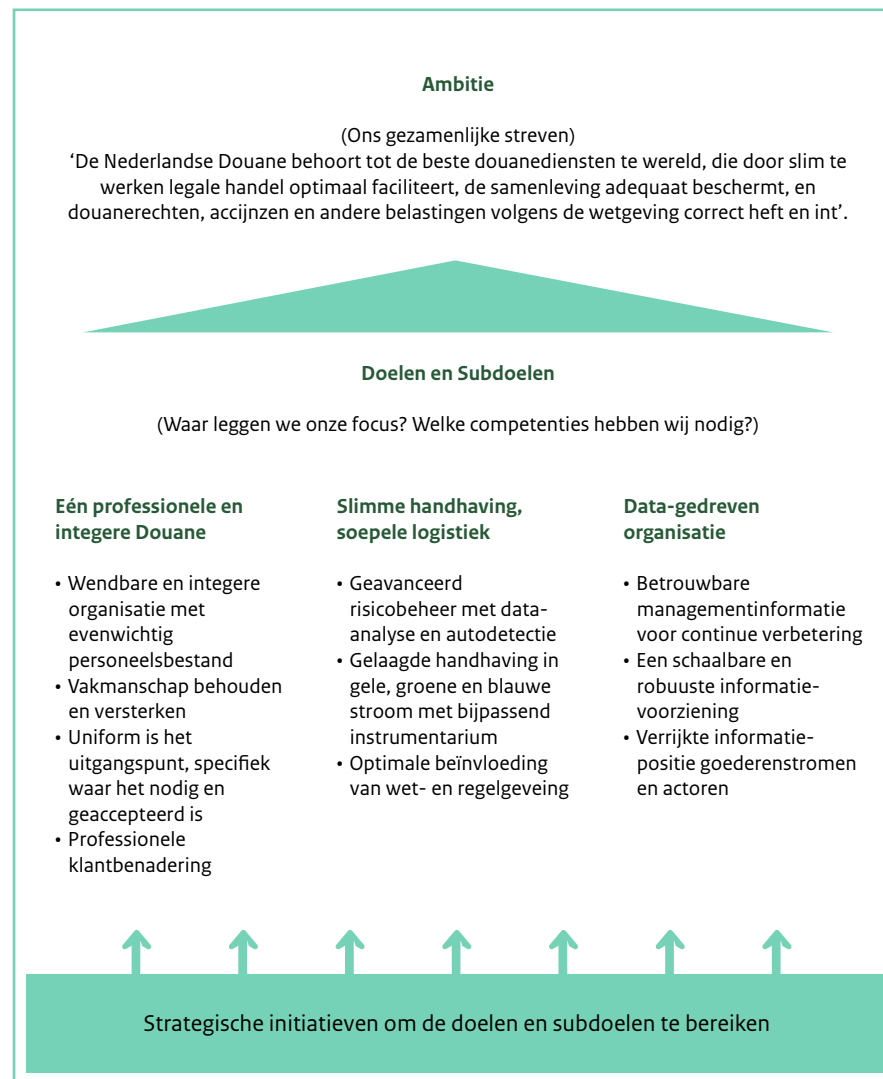 Ambitie
(Ons gezamenlijke streven)
‘De Nederlandse Douane behoort tot de beste douanediensten te wereld, die door slim te
werken legale handel optimaal faciliteert, de samenleving adequaat beschermt, en
douanerechten, accijnzen en andere belastingen volgens de wetgeving correct heft en int’.
Doelen en Subdoelen
(Waar leggen we onze focus? Welke competenties hebben wij nodig?)
Eén professionele en
integere Douane
• Wendbare en integere
organisatie met
evenwichtig
personeelsbestand
• Vakmanschap behouden
en versterken
• Uniform is het
uitgangspunt, specifiek
waar het nodig en
geaccepteerd is
• Professionele
klantbenadering
Slimme handhaving,
soepele logistiek
• Geavanceerd
risicobeheer met data-
analyse en autodetectie
• Gelaagde handhaving in
gele, groene en blauwe
stroom met bijpassend
instrumentarium
• Optimale beïnvloeding
van wet- en regelgeveing
Data-gedreven
organisatie
• Betrouwbare
managementinformatie
voor continue verbetering
• Een schaalbare en
robuuste informatie-
voorziening
• Verrijkte informatie-
positie goederenstromen
en actoren
Strategische initiatieven om de doelen en subdoelen te bereiken